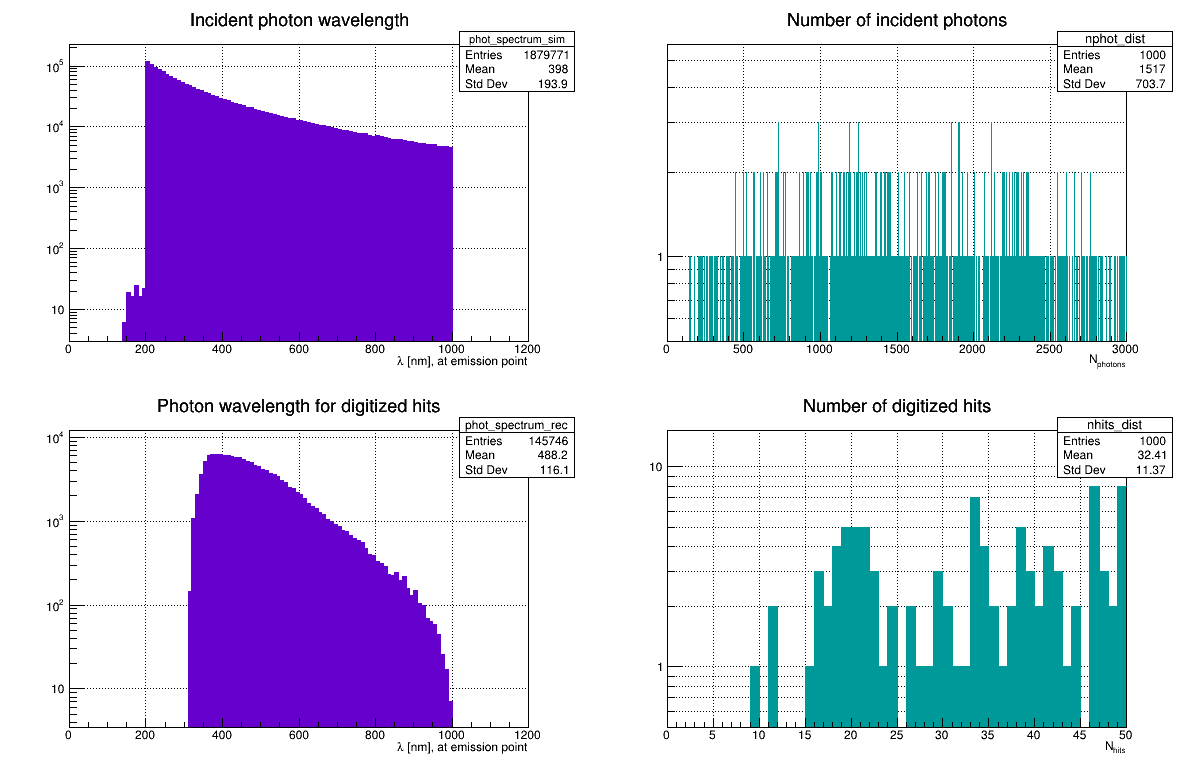 Incident photon wavelength
phot_spectrum_sim
Entries 1879771
Mean 398
Std Dev 193.9
10^5
10^4
10^3
10^2
10
0 200 400 600 800 1000 1200
λ [nm], at emission point
Number of incident photons
nphot_dist
Entries 1000
Mean 1517
Std Dev 703.7
1
0 500 1000 1500 2000 2500 3000
N_photons
Photon wavelength for digitized hits
phot_spectrum_rec
Entries 145746
Mean 488.2
Std Dev 116.1
10^4
10^3
10^2
10
0 200 400 600 800 1000 1200
λ [nm], at emission point
Number of digitized hits
nhits_dist
Entries 1000
Mean 32.41
Std Dev 11.37
10
1
0 5 10 15 20 25 30 35 40 45 50
N_hits